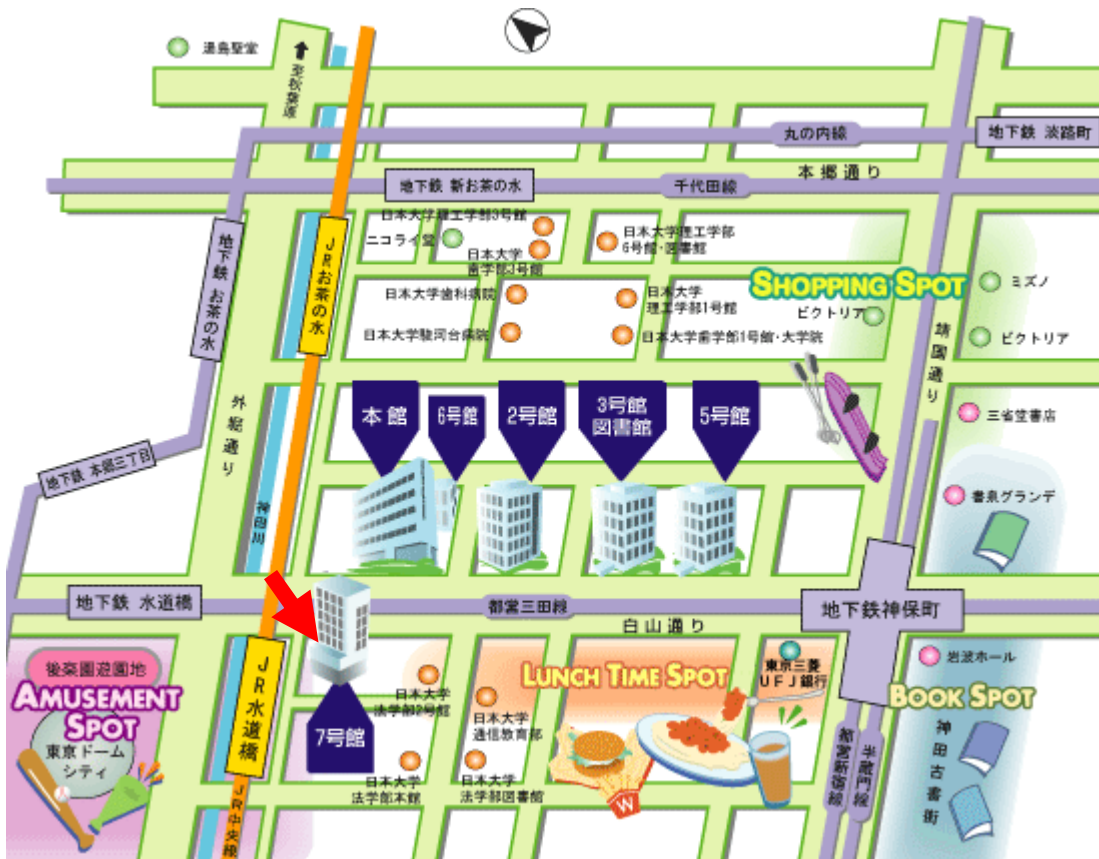 湯島聖堂
至秋葉原
丸の内線
地下鉄 淡路町
本郷通り
地下鉄 新お茶の水
千代田線
日本大学理工学部3号館
ニコライ堂
日本大学
歯学部3号館
日本大学理工学部
6号館・図書館
地下鉄 お茶の水
JRお茶の水
SHOPPING SPOT
ミズノ
日本大学歯科病院
日本大学
理工学部1号館
ビクトリア
日本大学駿河台病院
日本大学歯学部1号館・大学院
ビクトリア
靖国通り
外堀通り
本館
6号館
2号館
3号館
図書館
5号館
三省堂書店
地下鉄 本郷三丁目
書泉グランデ
神田川
地下鉄 水道橋
都営三田線
地下鉄神保町
白山通り
後楽園遊園地
AMUSEMENT
SPOT
東京ドーム
シティ
JR水道橋
7号館
日本大学
法学部2号館
日本大学
通信教育部
LUNCH TIME SPOT
東京三菱
UFJ銀行
岩波ホール
BOOK SPOT
日本大学
法学部本館
日本大学
法学部図書館
W
都営新宿線
半蔵門線
神田古書街
JR中央線